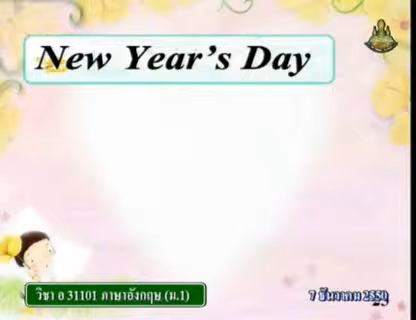 New Year's Day
วิชา อ 31101 ภาษาอังกฤษ (ม.1)
7 ธันวาคม 2550